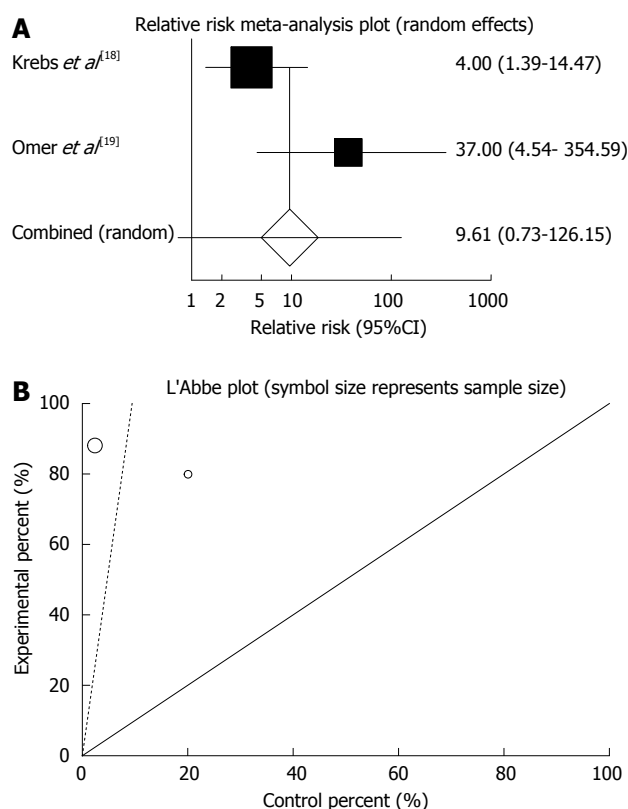 A
Relative risk meta-analysis plot (random effects)
Krebs et al[18]
4.00 (1.39-14.47)
Omer et al[19]
37.00 (4.54- 354.59)
Combined (random)
9.61 (0.73-126.15)
1 2 5 10 100 1000
Relative risk (95%CI)
B
L'Abbe plot (symbol size represents sample size)
100
80
60
40
20
0
Experimental percent (%)
0 20 40 60 80 100
Control percent (%)